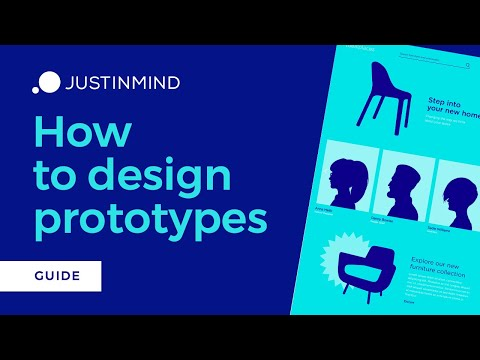 JUSTINMIND
How
to design
prototypes
GUIDE
Step into
your new home
Explore our new
furniture collection